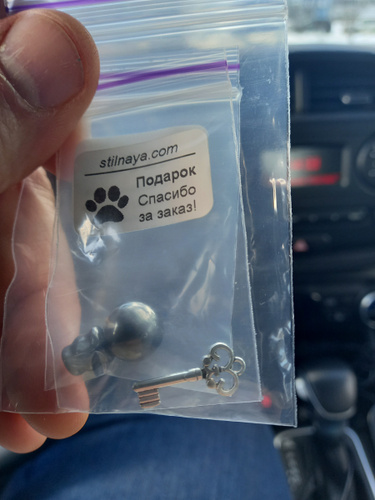 stilnaya.com
Подарок
Спасибо
за заказ!